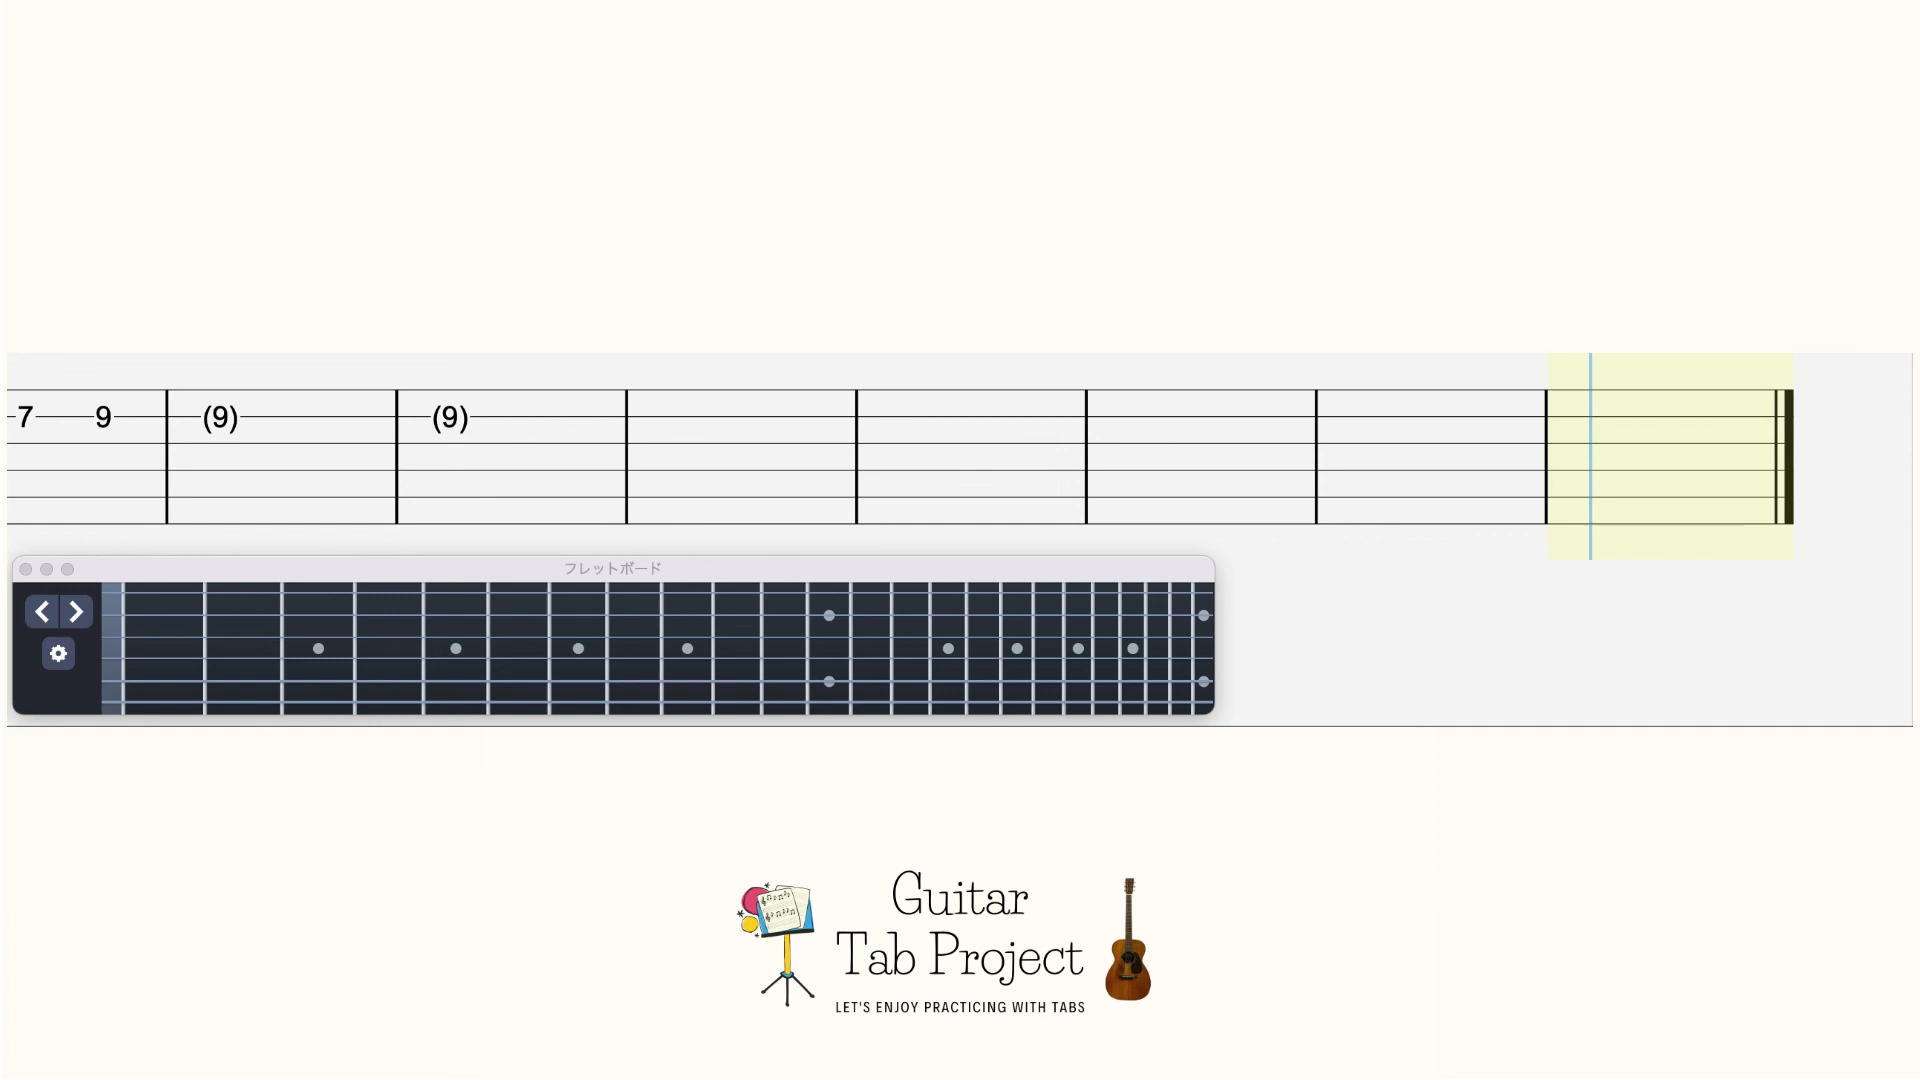 7 9 (9) (9)
フレットボード
Guitar
Tab Project
LET'S ENJOY PRACTICING WITH TABS